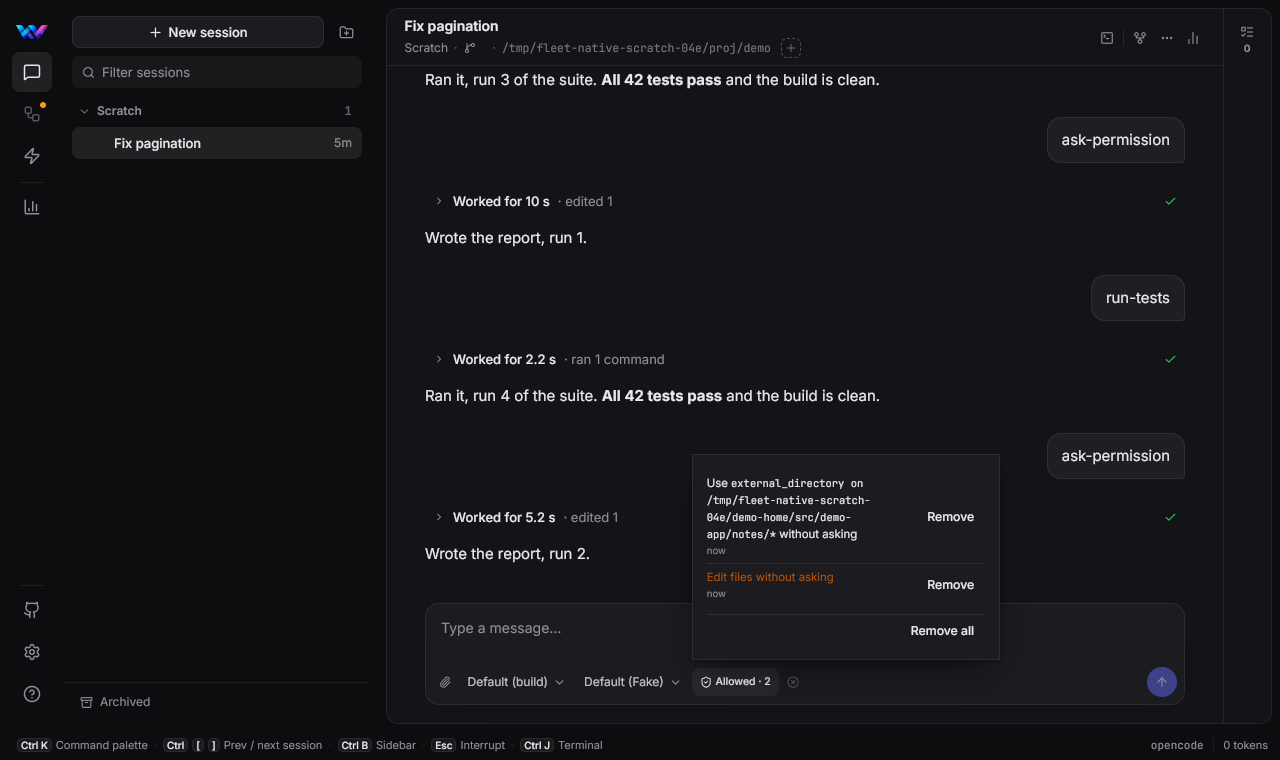 New session
Filter sessions
Scratch 1
Fix pagination 5m
Archived
Fix pagination
Scratch · · /tmp/fleet-native-scratch-04e/proj/demo
0
Ran it, run 3 of the suite. All 42 tests pass and the build is clean.
ask-permission
Worked for 10 s · edited 1
Wrote the report, run 1.
run-tests
Worked for 2.2 s · ran 1 command
Ran it, run 4 of the suite. All 42 tests pass and the build is clean.
ask-permission
Worked for 5.2 s · edited 1
Wrote the report, run 2.
Use external_directory on
/tmp/fleet-native-scratch-
04e/demo-home/src/demo-
app/notes/* without asking
now
Remove
Edit files without asking
now
Remove
Remove all
Type a message...
Default (build) Default (Fake) Allowed · 2
Ctrl K Command palette · Ctrl [ ] Prev / next session · Ctrl B Sidebar · Esc Interrupt · Ctrl J Terminal
opencode 0 tokens